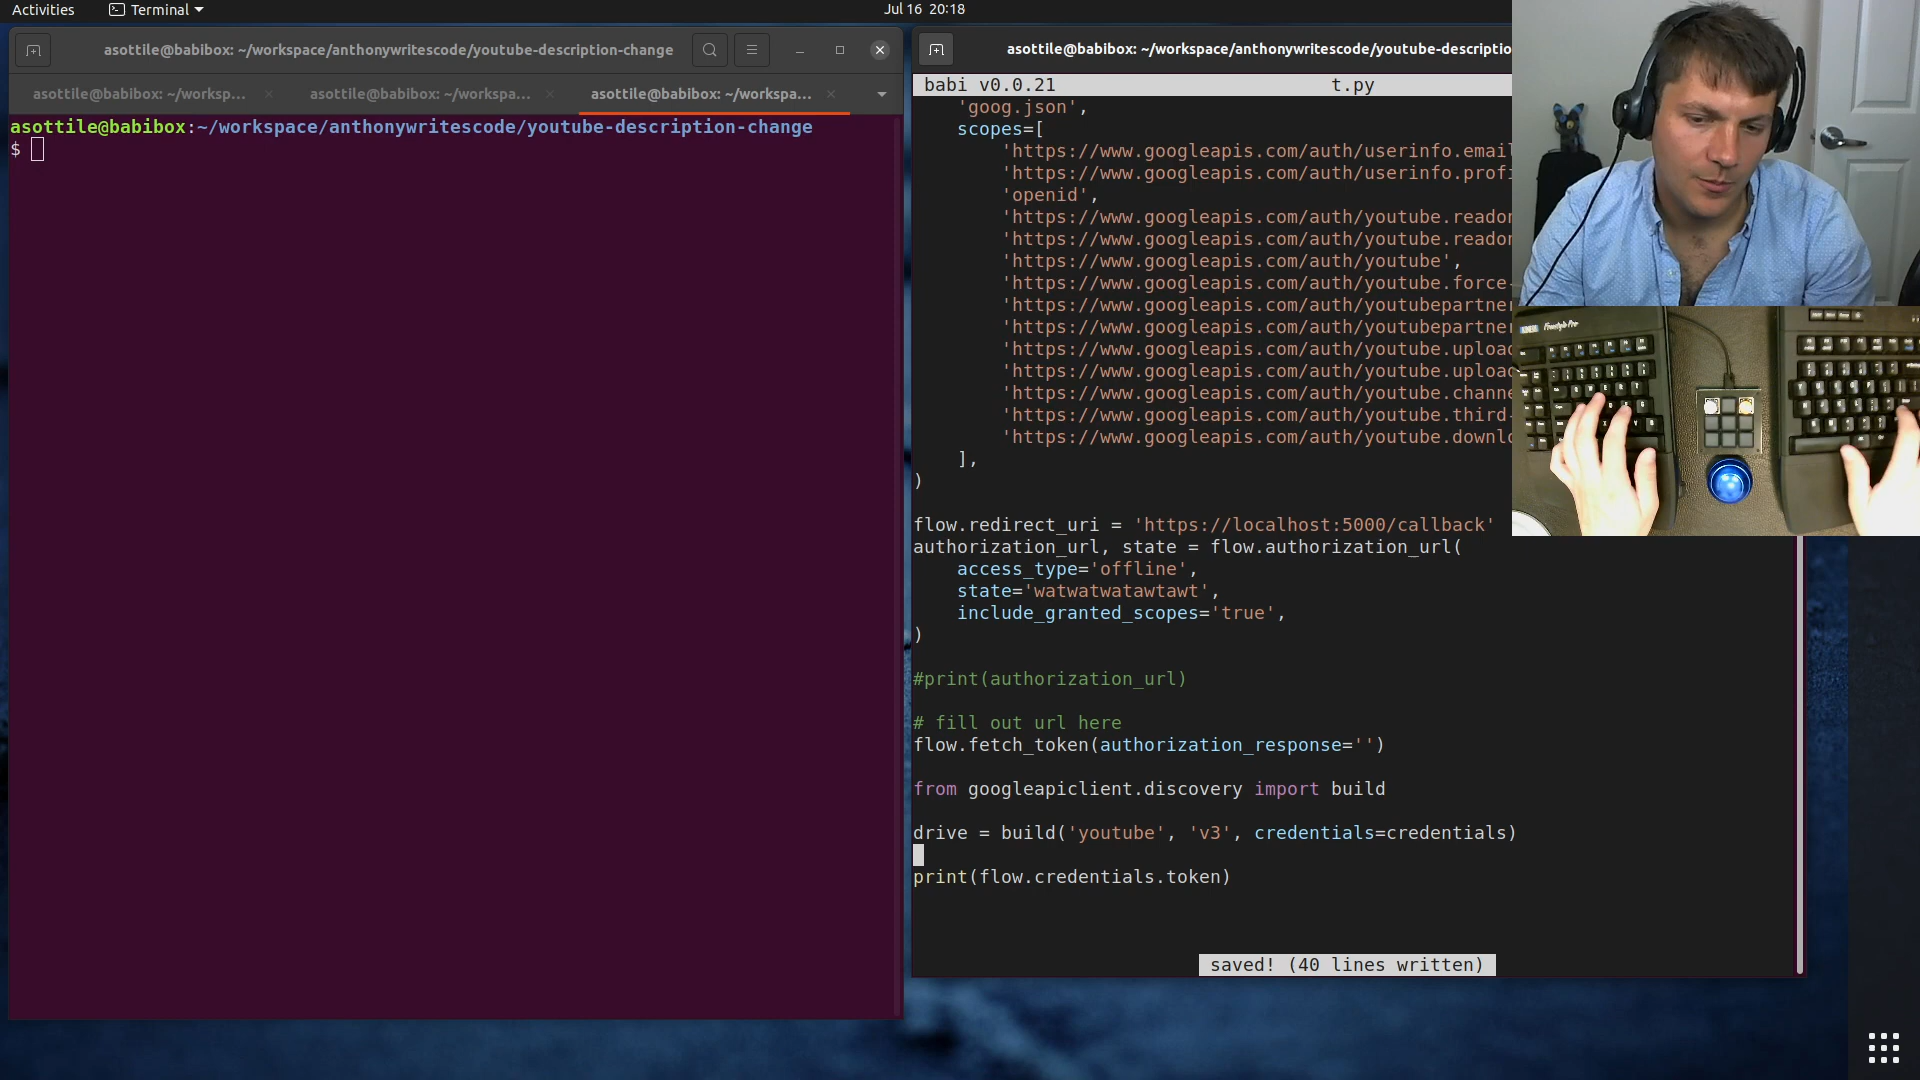 Activities
Terminal
Jul 16 20:18
asottile@babibox: ~/workspace/anthonywritescode/youtube-description-change
asottile@babibox: ~/worksp...
asottile@babibox: ~/workspa...
asottile@babibox: ~/workspa...
asottile@babibox:~/workspace/anthonywritescode/youtube-description-change
$
asottile@babibox: ~/workspace/anthonywritescode/youtube-descriptio
babi v0.0.21 t.py
'goog.json',
scopes=[
'https://www.googleapis.com/auth/userinfo.email
'https://www.googleapis.com/auth/userinfo.profi
'openid',
'https://www.googleapis.com/auth/youtube.readon
'https://www.googleapis.com/auth/youtube.readon
'https://www.googleapis.com/auth/youtube',
'https://www.googleapis.com/auth/youtube.force-
'https://www.googleapis.com/auth/youtubepartner
'https://www.googleapis.com/auth/youtubepartner
'https://www.googleapis.com/auth/youtube.upload
'https://www.googleapis.com/auth/youtube.upload
'https://www.googleapis.com/auth/youtube.channe
'https://www.googleapis.com/auth/youtube.third-
'https://www.googleapis.com/auth/youtube.downlo
],
)
flow.redirect_uri = 'https://localhost:5000/callback'
authorization_url, state = flow.authorization_url(
access_type='offline',
state='watwatwatawtawt',
include_granted_scopes='true',
)
#print(authorization_url)
# fill out url here
flow.fetch_token(authorization_response='')
from googleapiclient.discovery import build
drive = build('youtube', 'v3', credentials=credentials)
print(flow.credentials.token)
saved! (40 lines written)
Freestyle Pro